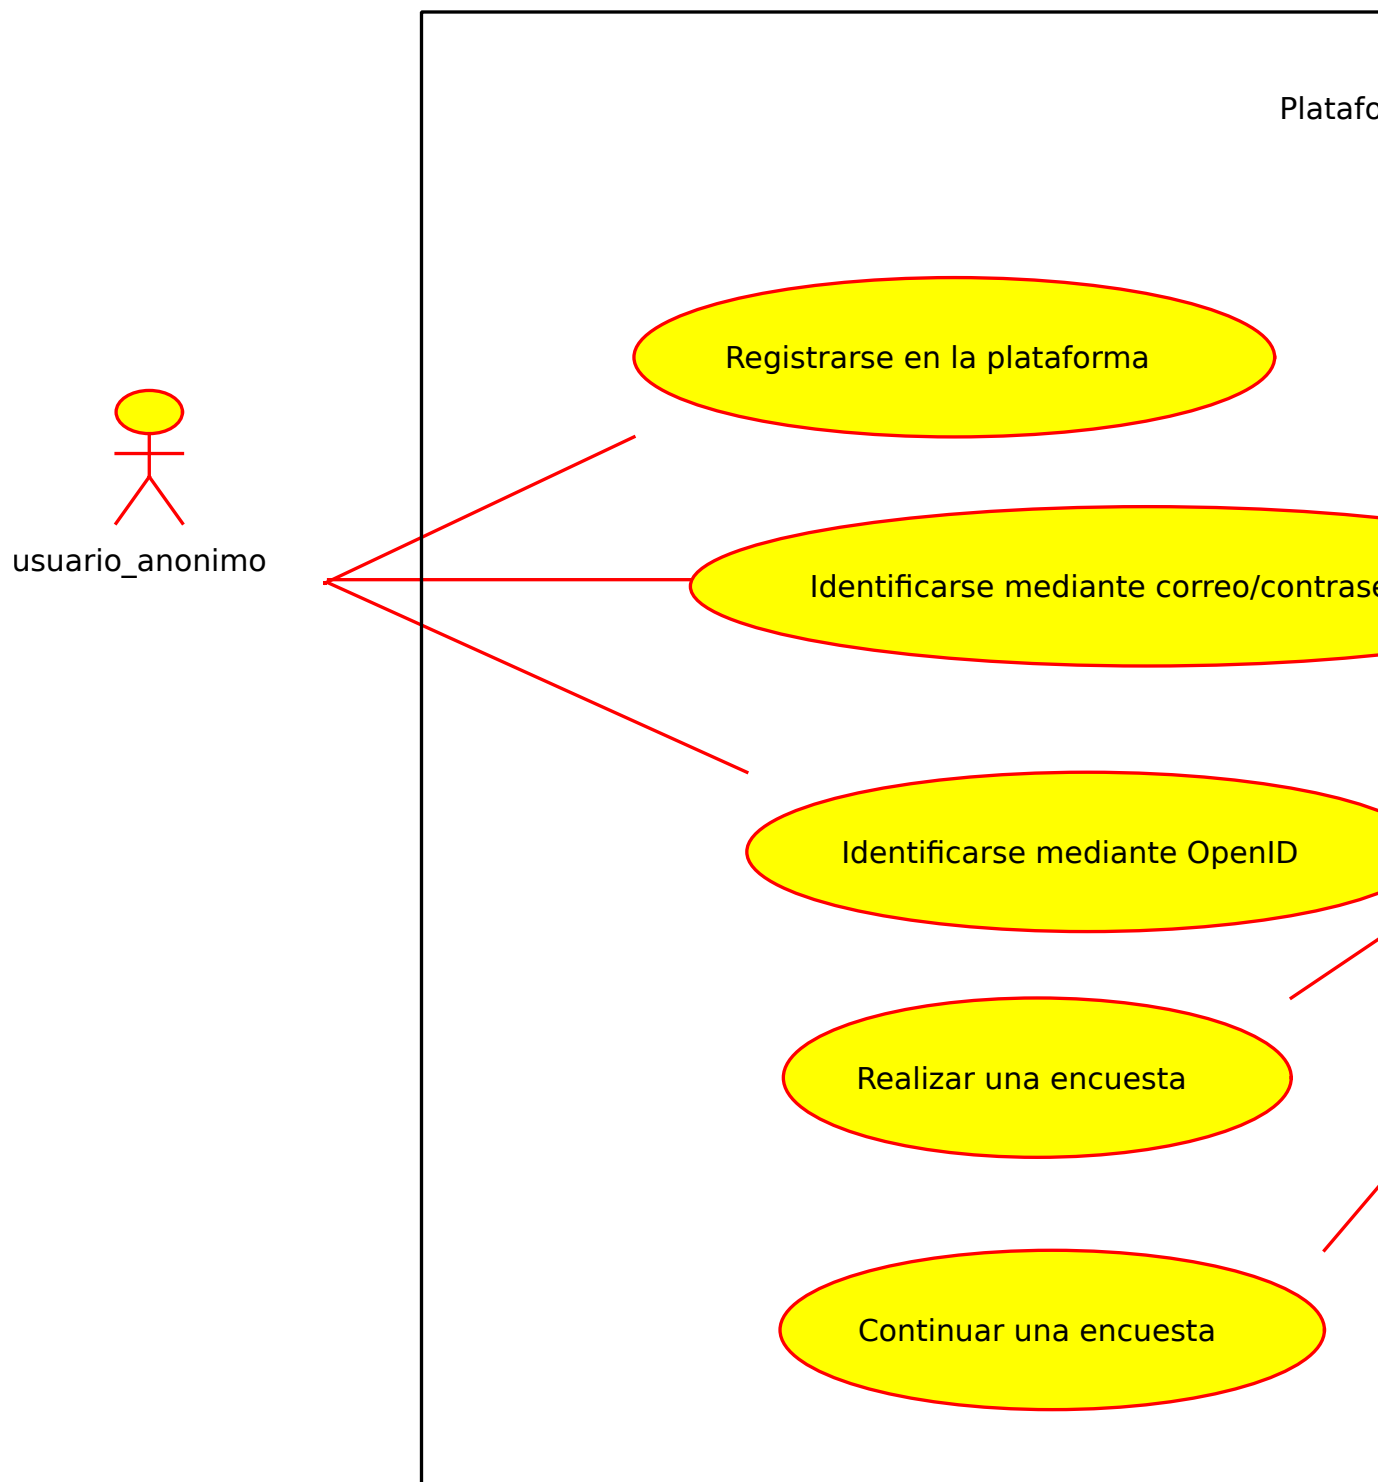 Platafo
Registrarse en la plataforma
usuario_anonimo
Identificarse mediante correo/contrase
Identificarse mediante OpenID
Realizar una encuesta
Continuar una encuesta